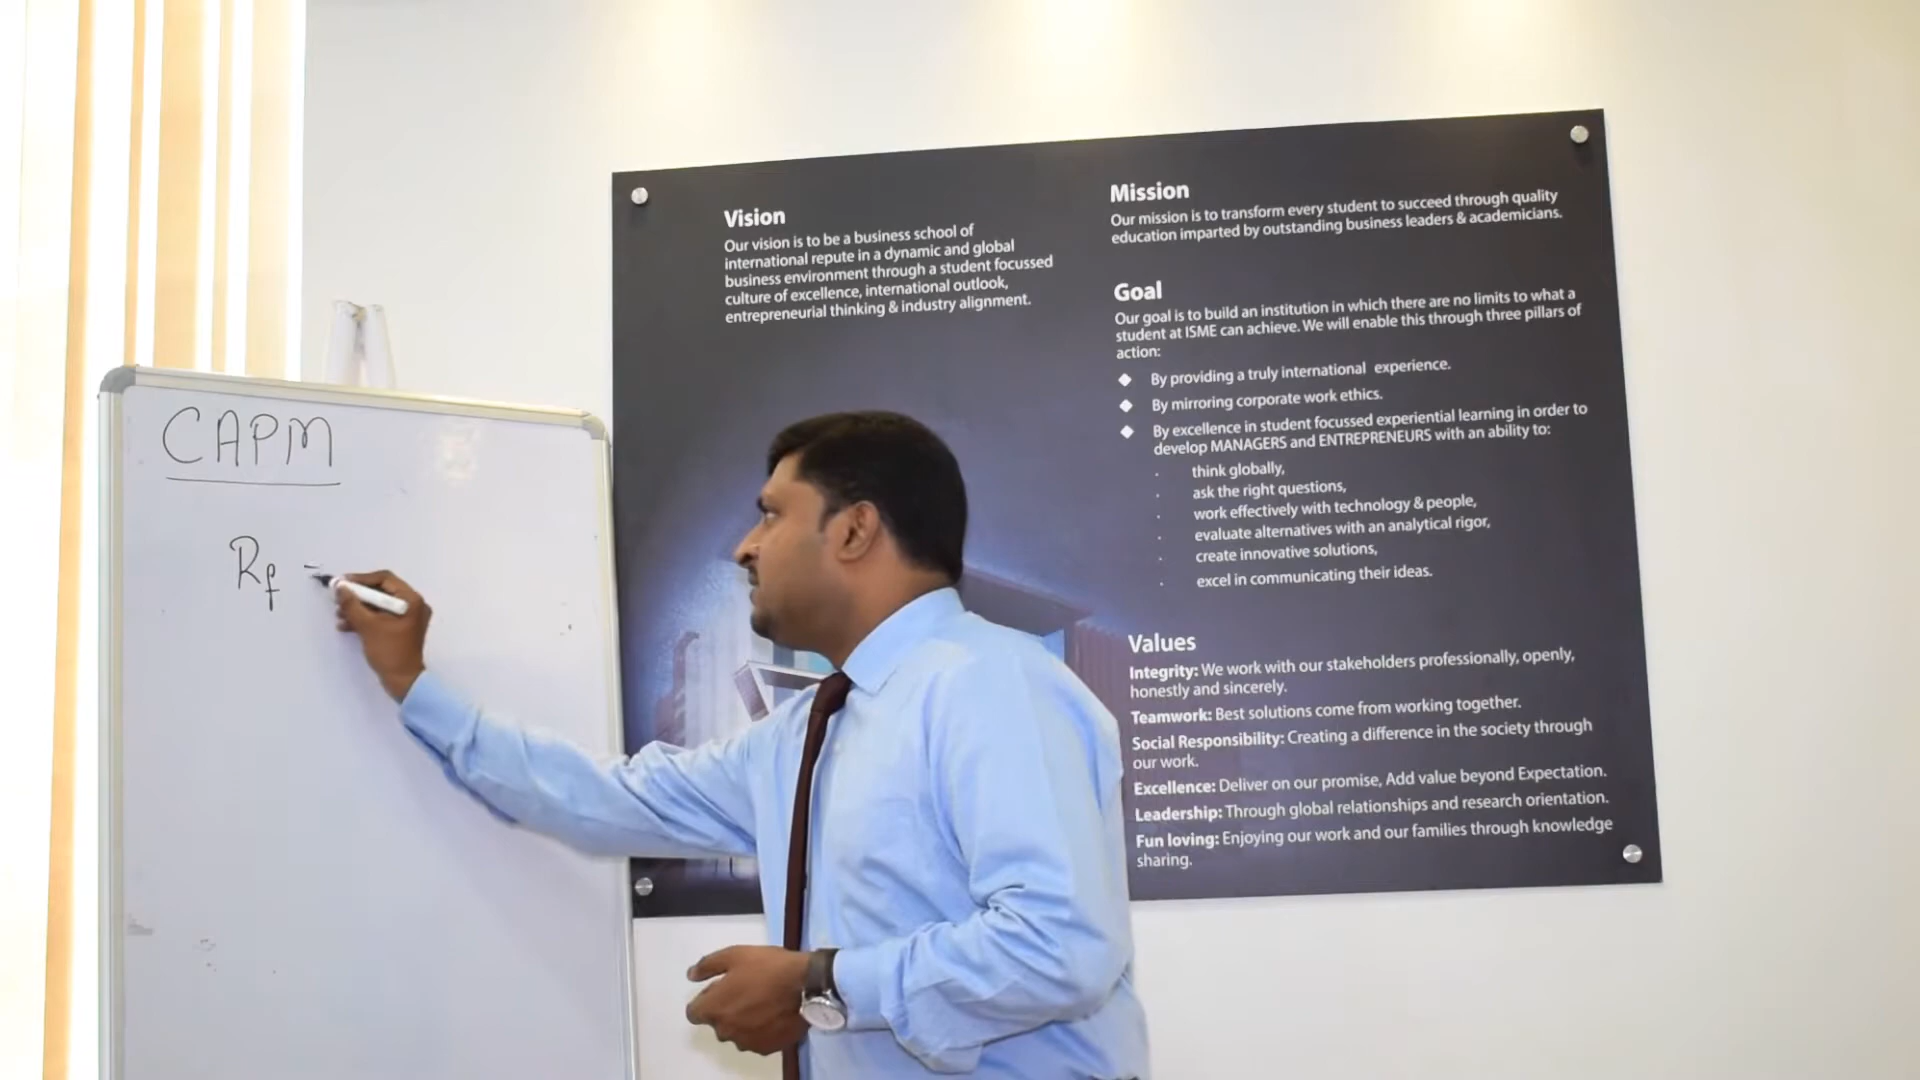 CAPM
Rf =
Vision
Our vision is to be a business school of
international repute in a dynamic and global
business environment through a student focussed
culture of excellence, international outlook,
entrepreneurial thinking & industry alignment.
Mission
Our mission is to transform every student to succeed through quality
education imparted by outstanding business leaders & academicians.
Goal
Our goal is to build an institution in which there are no limits to what a
student at ISME can achieve. We will enable this through three pillars of
action:
◆ By providing a truly international experience.
◆ By mirroring corporate work ethics.
◆ By excellence in student focussed experiential learning in order to
develop MANAGERS and ENTREPRENEURS with an ability to:
· think globally,
· ask the right questions,
· work effectively with technology & people,
· evaluate alternatives with an analytical rigor,
· create innovative solutions,
· excel in communicating their ideas.
Values
Integrity: We work with our stakeholders professionally, openly,
honestly and sincerely.
Teamwork: Best solutions come from working together.
Social Responsibility: Creating a difference in the society through
our work.
Excellence: Deliver on our promise, Add value beyond Expectation.
Leadership: Through global relationships and research orientation.
Fun loving: Enjoying our work and our families through knowledge
sharing.